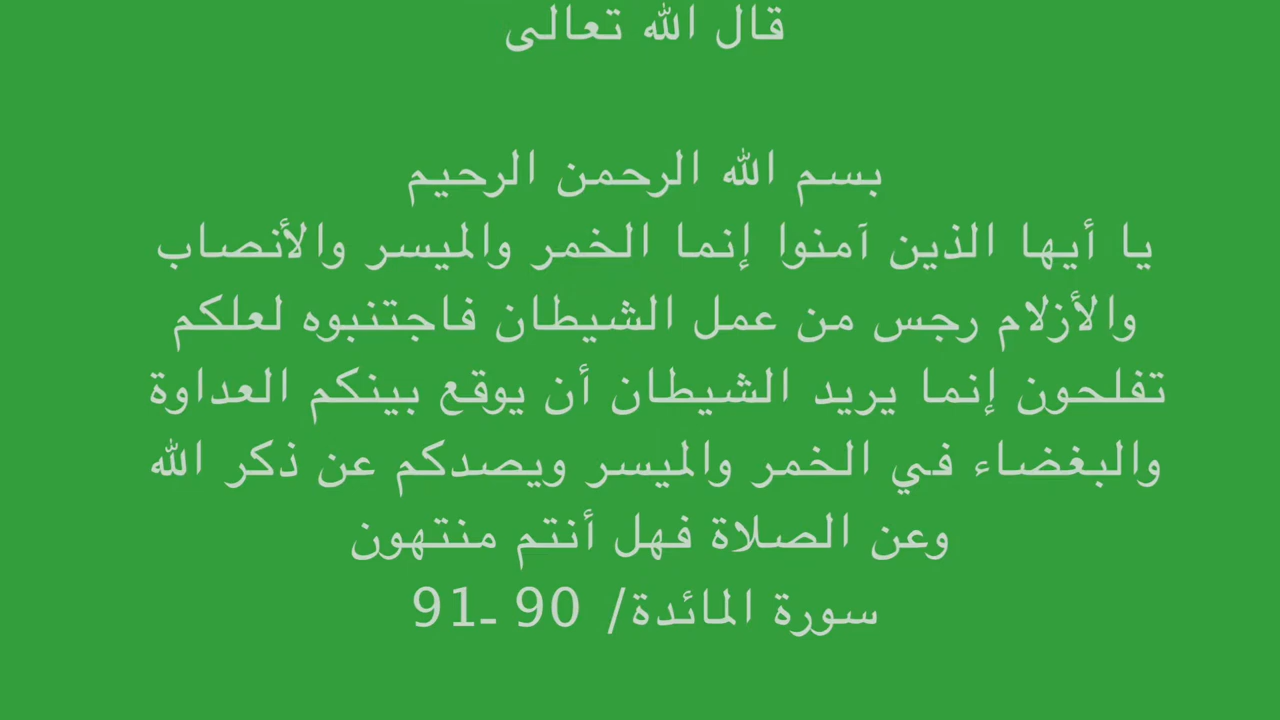 قال الله تعالى
بسم الله الرحمن الرحيم
يا أيها الذين آمنوا إنما الخمر والميسر والأنصاب
والأزلام رجس من عمل الشيطان فاجتنبوه لعلكم
تفلحون إنما يريد الشيطان أن يوقع بينكم العداوة
والبغضاء في الخمر والميسر ويصدكم عن ذكر الله
وعن الصلاة فهل أنتم منتهون
سورة المائدة/ 90 ـ91